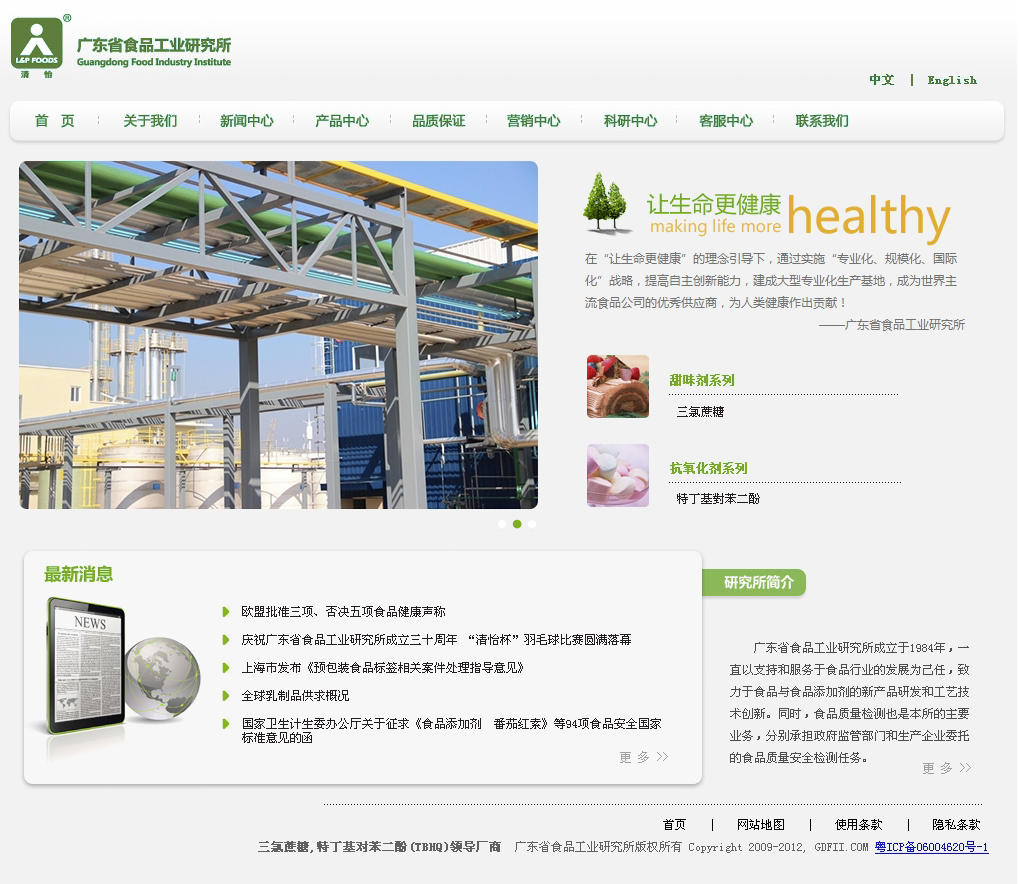 ®
L&P FOODS
清 怡
广东省食品工业研究所
Guangdong Food Industry Institute
中文 | English
首 页 关于我们 新闻中心 产品中心 品质保证 营销中心 科研中心 客服中心 联系我们
让生命更健康
making life more healthy
在“让生命更健康”的理念引导下，通过实施“专业化、规模化、国际
化”战略，提高自主创新能力，建成大型专业化生产基地，成为世界主
流食品公司的优秀供应商，为人类健康作出贡献！
——广东省食品工业研究所
甜味剂系列
三氯蔗糖
抗氧化剂系列
特丁基對苯二酚
最新消息
NEWS
欧盟批准三项、否决五项食品健康声称
庆祝广东省食品工业研究所成立三十周年 “清怡杯”羽毛球比赛圆满落幕
上海市发布《预包装食品标签相关案件处理指导意见》
全球乳制品供求概况
国家卫生计生委办公厅关于征求《食品添加剂 番茄红素》等94项食品安全国家
标准意见的函
更 多 >>
研究所简介
广东省食品工业研究所成立于1984年，一
直以支持和服务于食品行业的发展为己任，致
力于食品与食品添加剂的新产品研发和工艺技
术创新。同时，食品质量检测也是本所的主要
业务，分别承担政府监管部门和生产企业委托
的食品质量安全检测任务。
更 多 >>
首页 | 网站地图 | 使用条款 | 隐私条款
三氯蔗糖,特丁基对苯二酚(TBHQ)领导厂商 广东省食品工业研究所版权所有 Copyright 2009-2012, GDFII.COM 粤ICP备06004620号-1